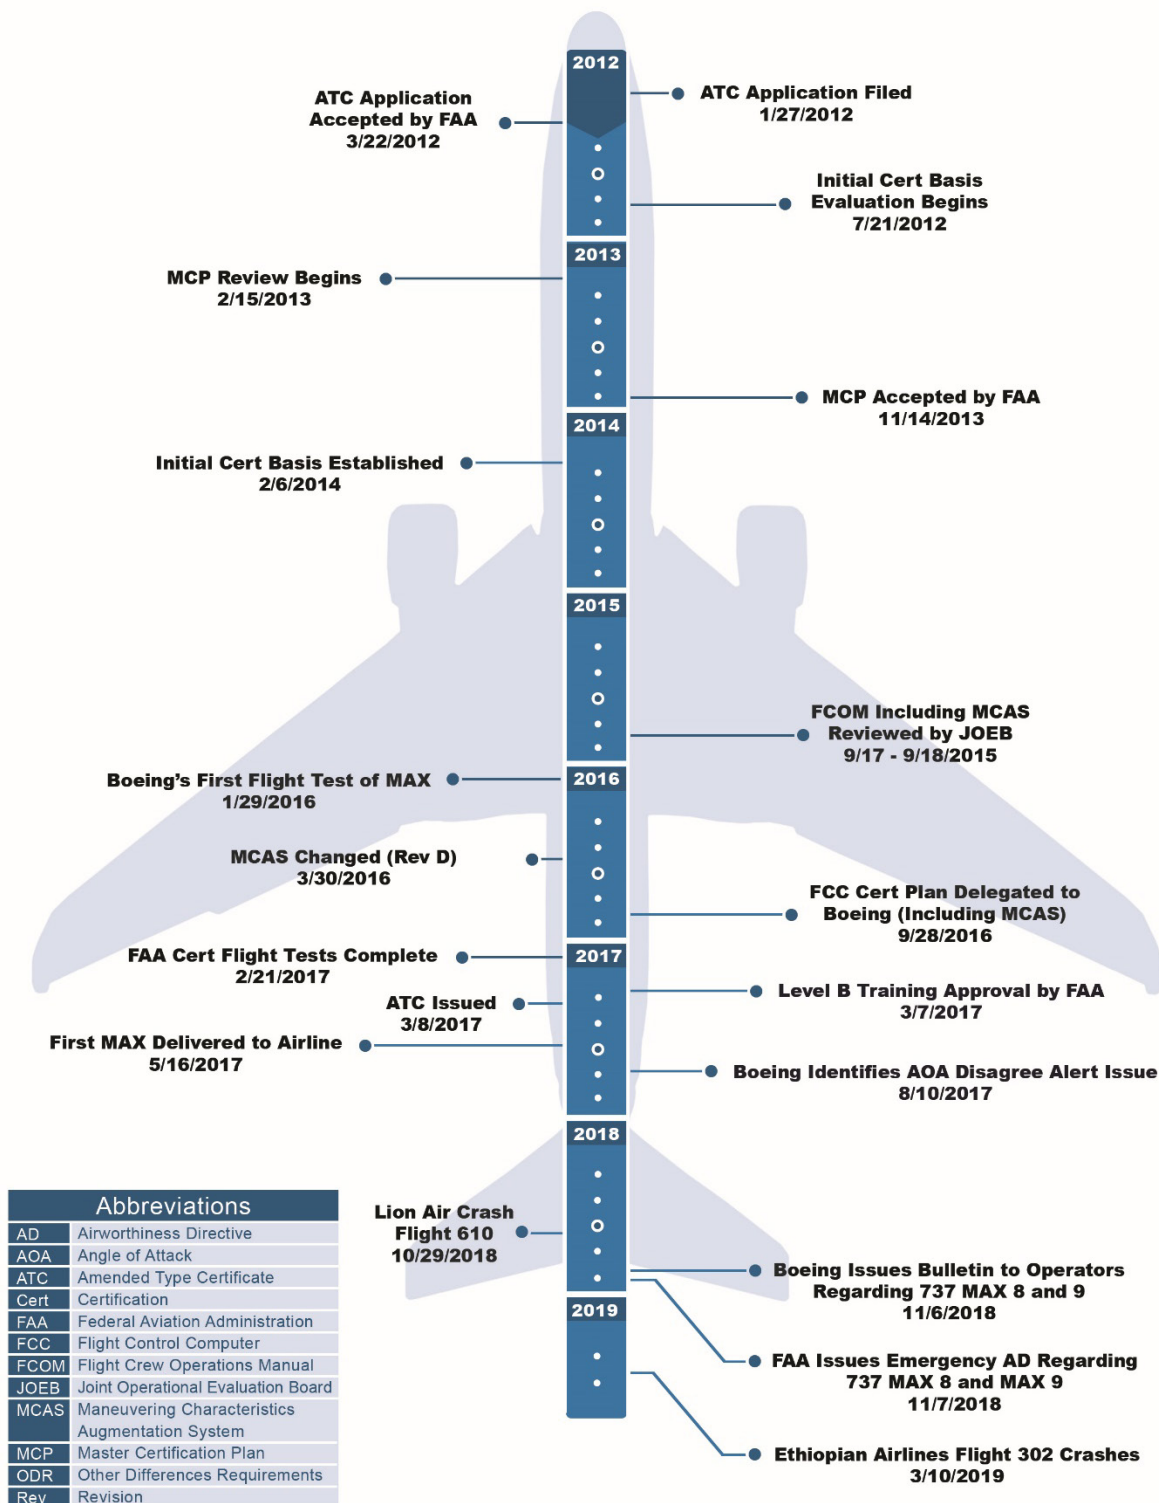 2012
ATC Application Filed
1/27/2012
ATC Application
Accepted by FAA
3/22/2012
Initial Cert Basis
Evaluation Begins
7/21/2012
2013
MCP Review Begins
2/15/2013
MCP Accepted by FAA
11/14/2013
2014
Initial Cert Basis Established
2/6/2014
2015
FCOM Including MCAS
Reviewed by JOEB
9/17 - 9/18/2015
2016
Boeing's First Flight Test of MAX
1/29/2016
MCAS Changed (Rev D)
3/30/2016
FCC Cert Plan Delegated to
Boeing (Including MCAS)
9/28/2016
2017
FAA Cert Flight Tests Complete
2/21/2017
Level B Training Approval by FAA
3/7/2017
ATC Issued
3/8/2017
First MAX Delivered to Airline
5/16/2017
Boeing Identifies AOA Disagree Alert Issue
8/10/2017
2018
Lion Air Crash
Flight 610
10/29/2018
Boeing Issues Bulletin to Operators
Regarding 737 MAX 8 and 9
11/6/2018
2019
FAA Issues Emergency AD Regarding
737 MAX 8 and MAX 9
11/7/2018
Ethiopian Airlines Flight 302 Crashes
3/10/2019
Abbreviations
AD Airworthiness Directive
AOA Angle of Attack
ATC Amended Type Certificate
Cert Certification
FAA Federal Aviation Administration
FCC Flight Control Computer
FCOM Flight Crew Operations Manual
JOEB Joint Operational Evaluation Board
MCAS Maneuvering Characteristics
Augmentation System
MCP Master Certification Plan
ODR Other Differences Requirements
Rev Revision